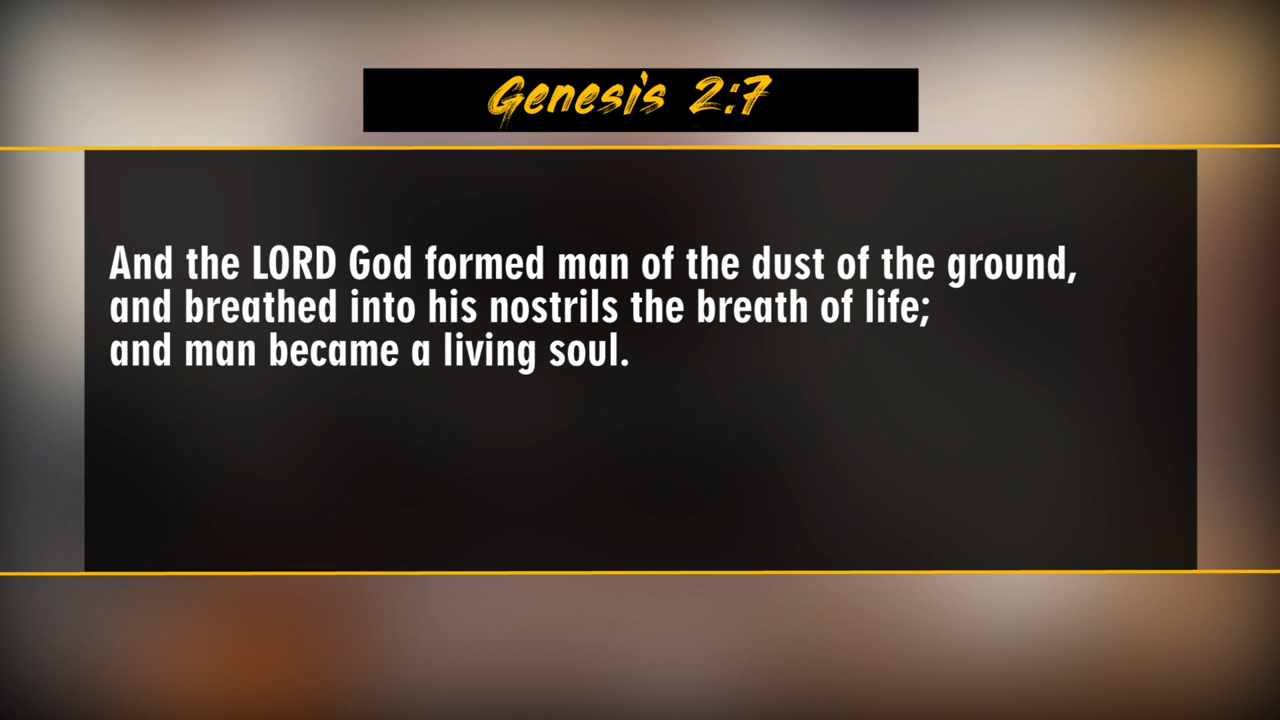 Genesis 2:7
And the LORD God formed man of the dust of the ground,
and breathed into his nostrils the breath of life;
and man became a living soul.